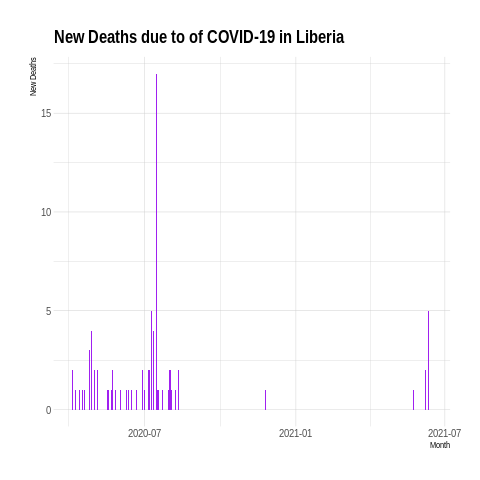 New Deaths due to of COVID-19 in Liberia
New Deaths
15
10
5
0
2020-07
2021-01
2021-07
Month